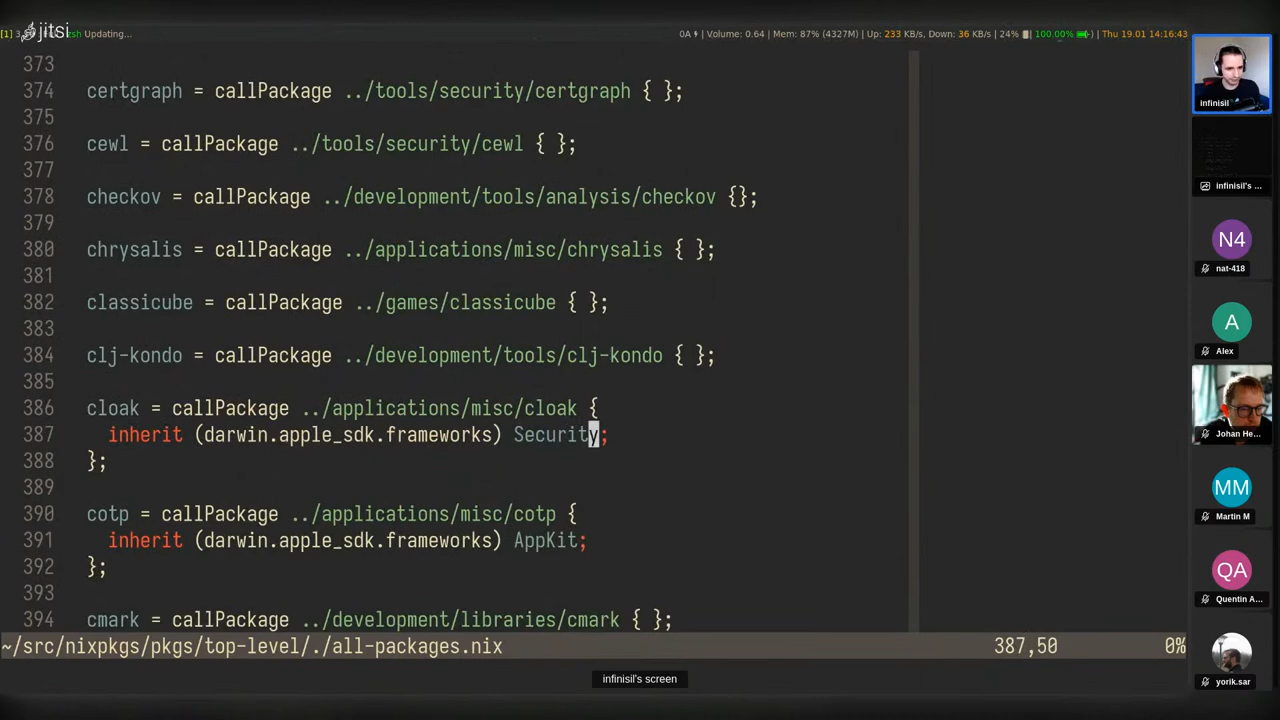 jitsi
[1] zsh Updating...
0A | Volume: 0.64 | Mem: 87% (4327M) | Up: 233 KB/s, Down: 36 KB/s | 24% | 100.00% | Thu 19.01 14:16:43
373
374 certgraph = callPackage ../tools/security/certgraph { };
375
376 cewl = callPackage ../tools/security/cewl { };
377
378 checkov = callPackage ../development/tools/analysis/checkov {};
379
380 chrysalis = callPackage ../applications/misc/chrysalis { };
381
382 classicube = callPackage ../games/classicube { };
383
384 clj-kondo = callPackage ../development/tools/clj-kondo { };
385
386 cloak = callPackage ../applications/misc/cloak {
387 inherit (darwin.apple_sdk.frameworks) Security;
388 };
389
390 cotp = callPackage ../applications/misc/cotp {
391 inherit (darwin.apple_sdk.frameworks) AppKit;
392 };
393
394 cmark = callPackage ../development/libraries/cmark { };
~/src/nixpkgs/pkgs/top-level/./all-packages.nix 387,50 0%
infinisil's screen
infinisil
infinisil's ...
N4
nat-418
A
Alex
Johan He...
MM
Martin M
QA
Quentin A...
yorik.sar